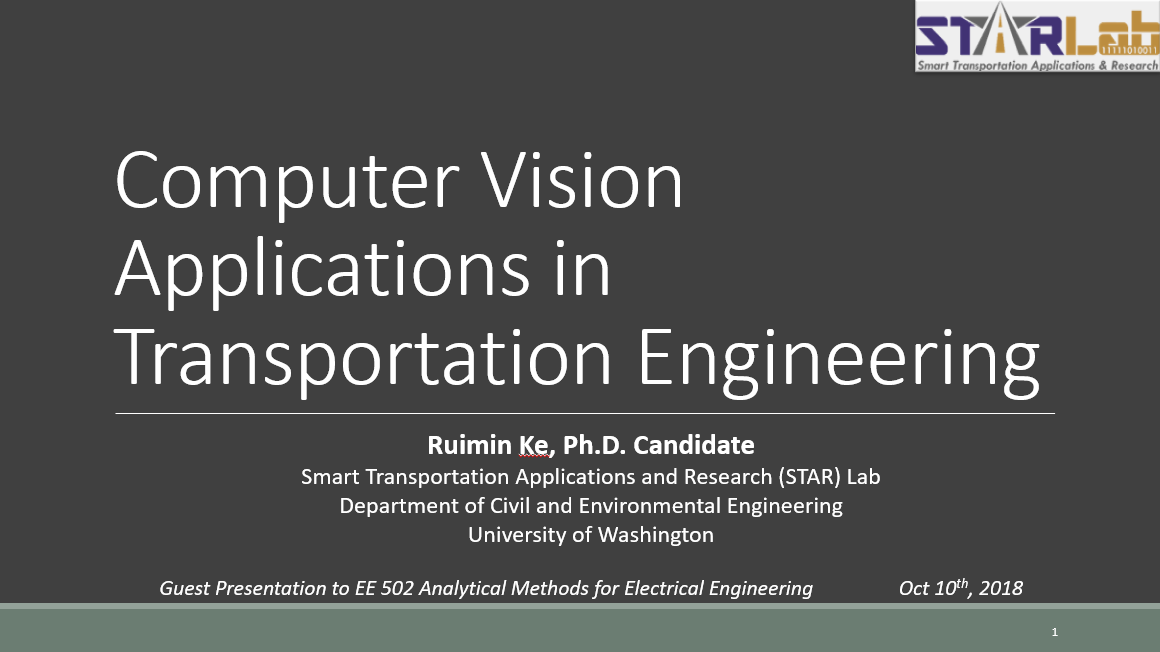 STARLab
11111010011
Smart Transportation Applications & Research
Computer Vision
Applications in
Transportation Engineering
Ruimin Ke, Ph.D. Candidate
Smart Transportation Applications and Research (STAR) Lab
Department of Civil and Environmental Engineering
University of Washington
Guest Presentation to EE 502 Analytical Methods for Electrical Engineering Oct 10th, 2018
1